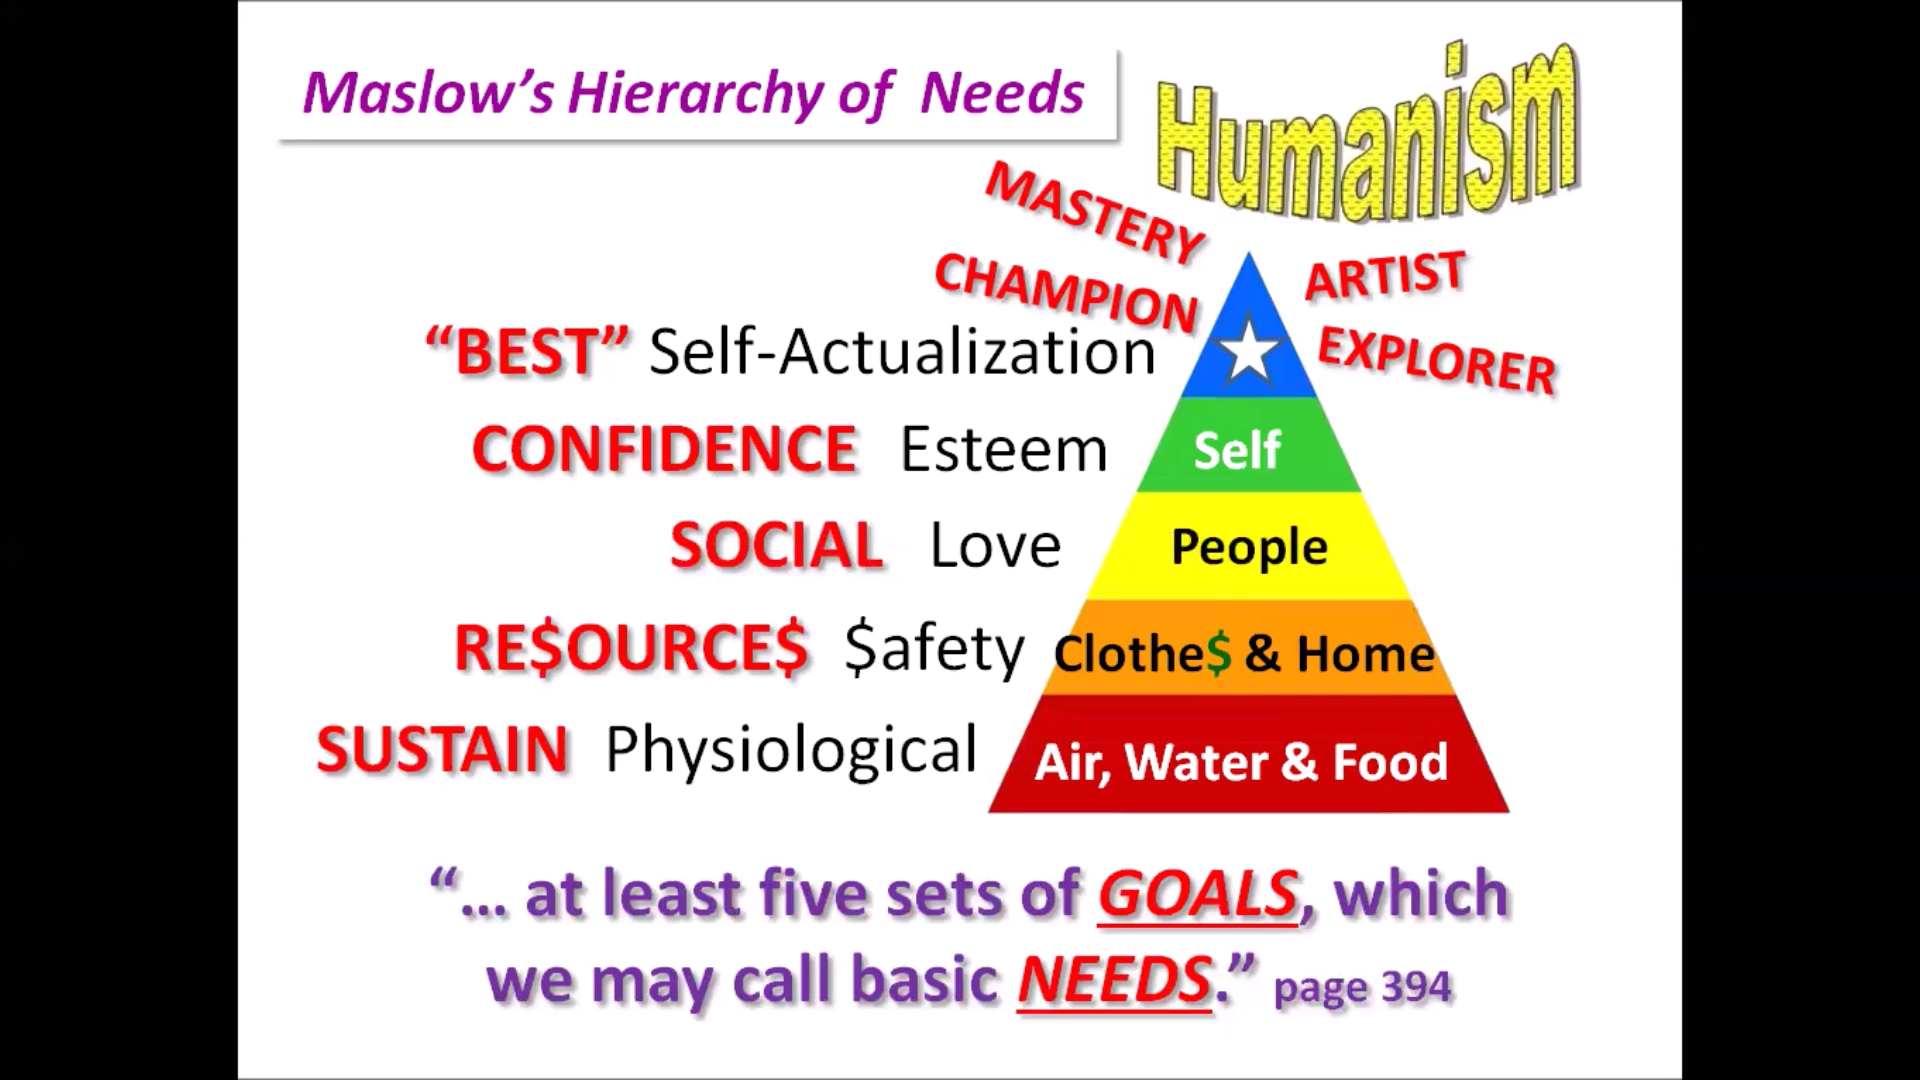 Maslow's Hierarchy of Needs
Humanism
MASTERY
CHAMPION
ARTIST
EXPLORER
“BEST” Self-Actualization
CONFIDENCE Esteem Self
SOCIAL Love People
RE$OURCE$ $afety Clothe$ & Home
SUSTAIN Physiological Air, Water & Food
“... at least five sets of GOALS, which
we may call basic NEEDS.” page 394